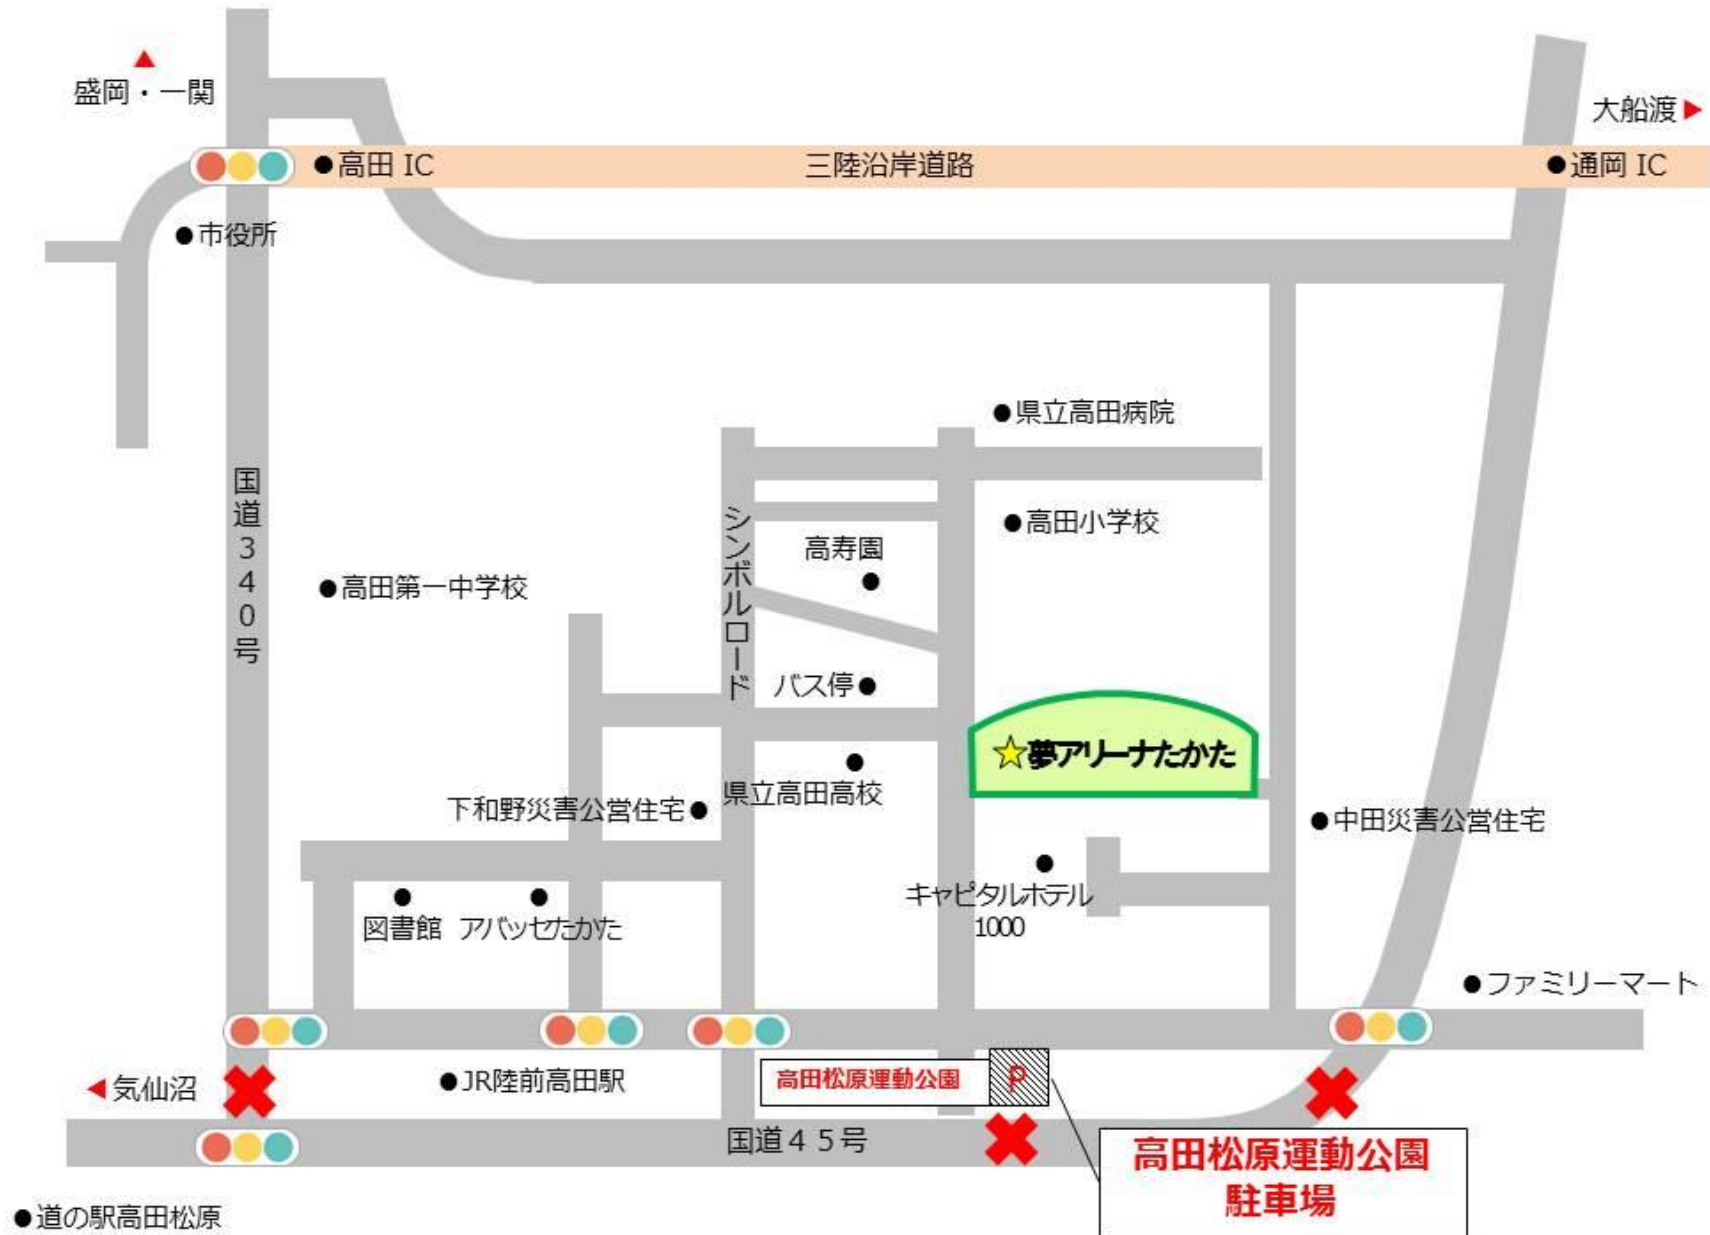 盛岡・一関
大船渡
高田 IC
三陸沿岸道路
通岡 IC
市役所
県立高田病院
国道340号
シンボルロード
高田小学校
高寿園
高田第一中学校
バス停
☆夢アリーナたかた
県立高田高校
下和野災害公営住宅
中田災害公営住宅
キャピタルホテル
1000
図書館
アバッセたかた
ファミリーマート
気仙沼
JR陸前高田駅
高田松原運動公園
P
国道45号
高田松原運動公園
駐車場
道の駅高田松原